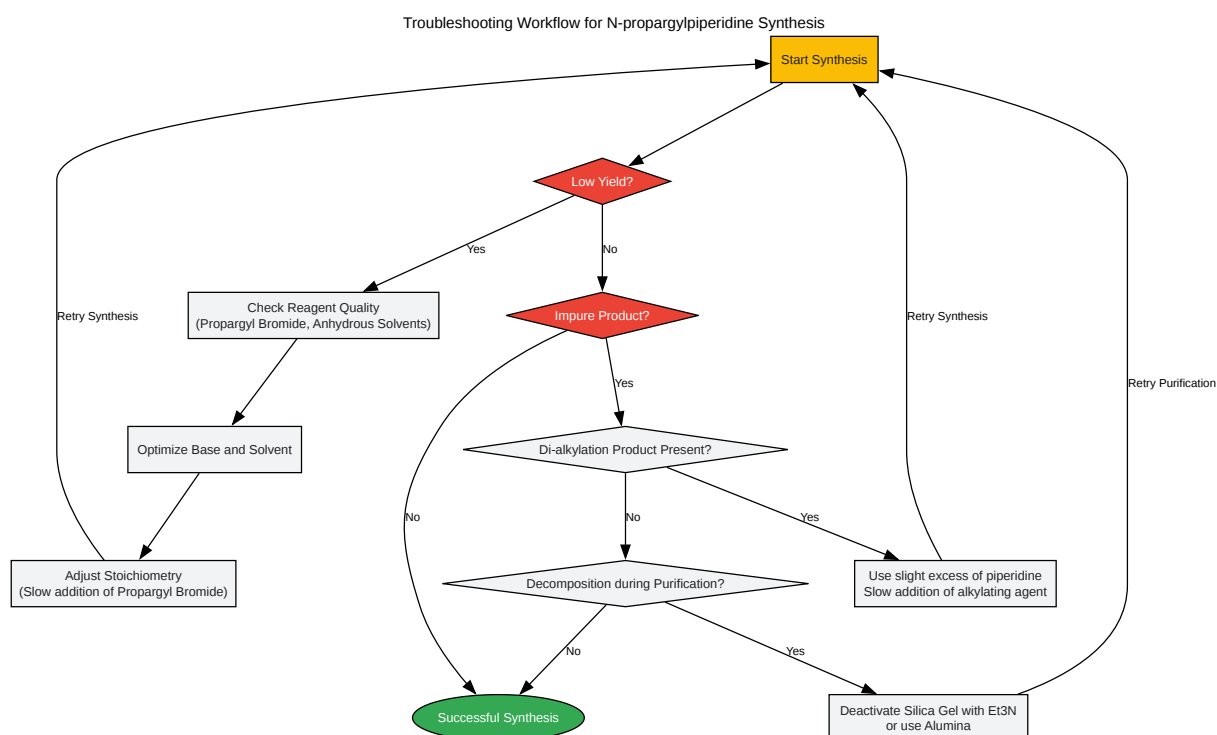 Troubleshooting Workflow for N-propargylpiperidine Synthesis
Start Synthesis
Low Yield?
Yes
No
Check Reagent Quality
(Propargyl Bromide, Anhydrous Solvents)
Impure Product?
Retry Synthesis
Retry Synthesis
Yes
Retry Purification
Optimize Base and Solvent
Di-alkylation Product Present?
No
No
Yes
Adjust Stoichiometry
(Slow addition of Propargyl Bromide)
Decomposition during Purification?
Use slight excess of piperidine
Slow addition of alkylating agent
No
Yes
Successful Synthesis
Deactivate Silica Gel with Et3N
or use Alumina